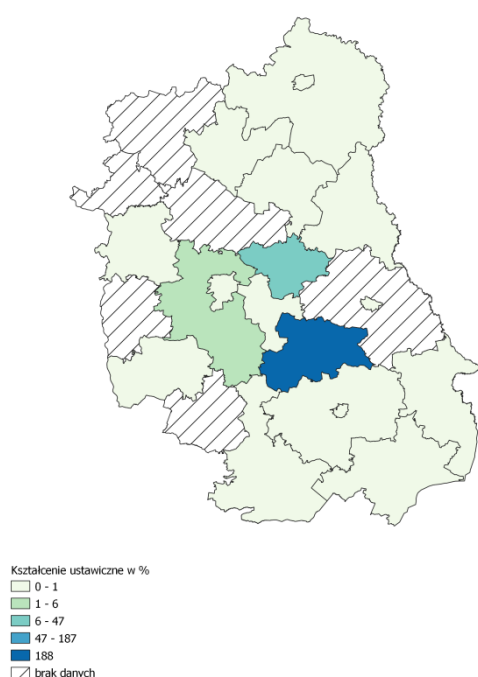 Kształcenie ustawiczne w %
0 - 1
1 - 6
6 - 47
47 - 187
188
brak danych